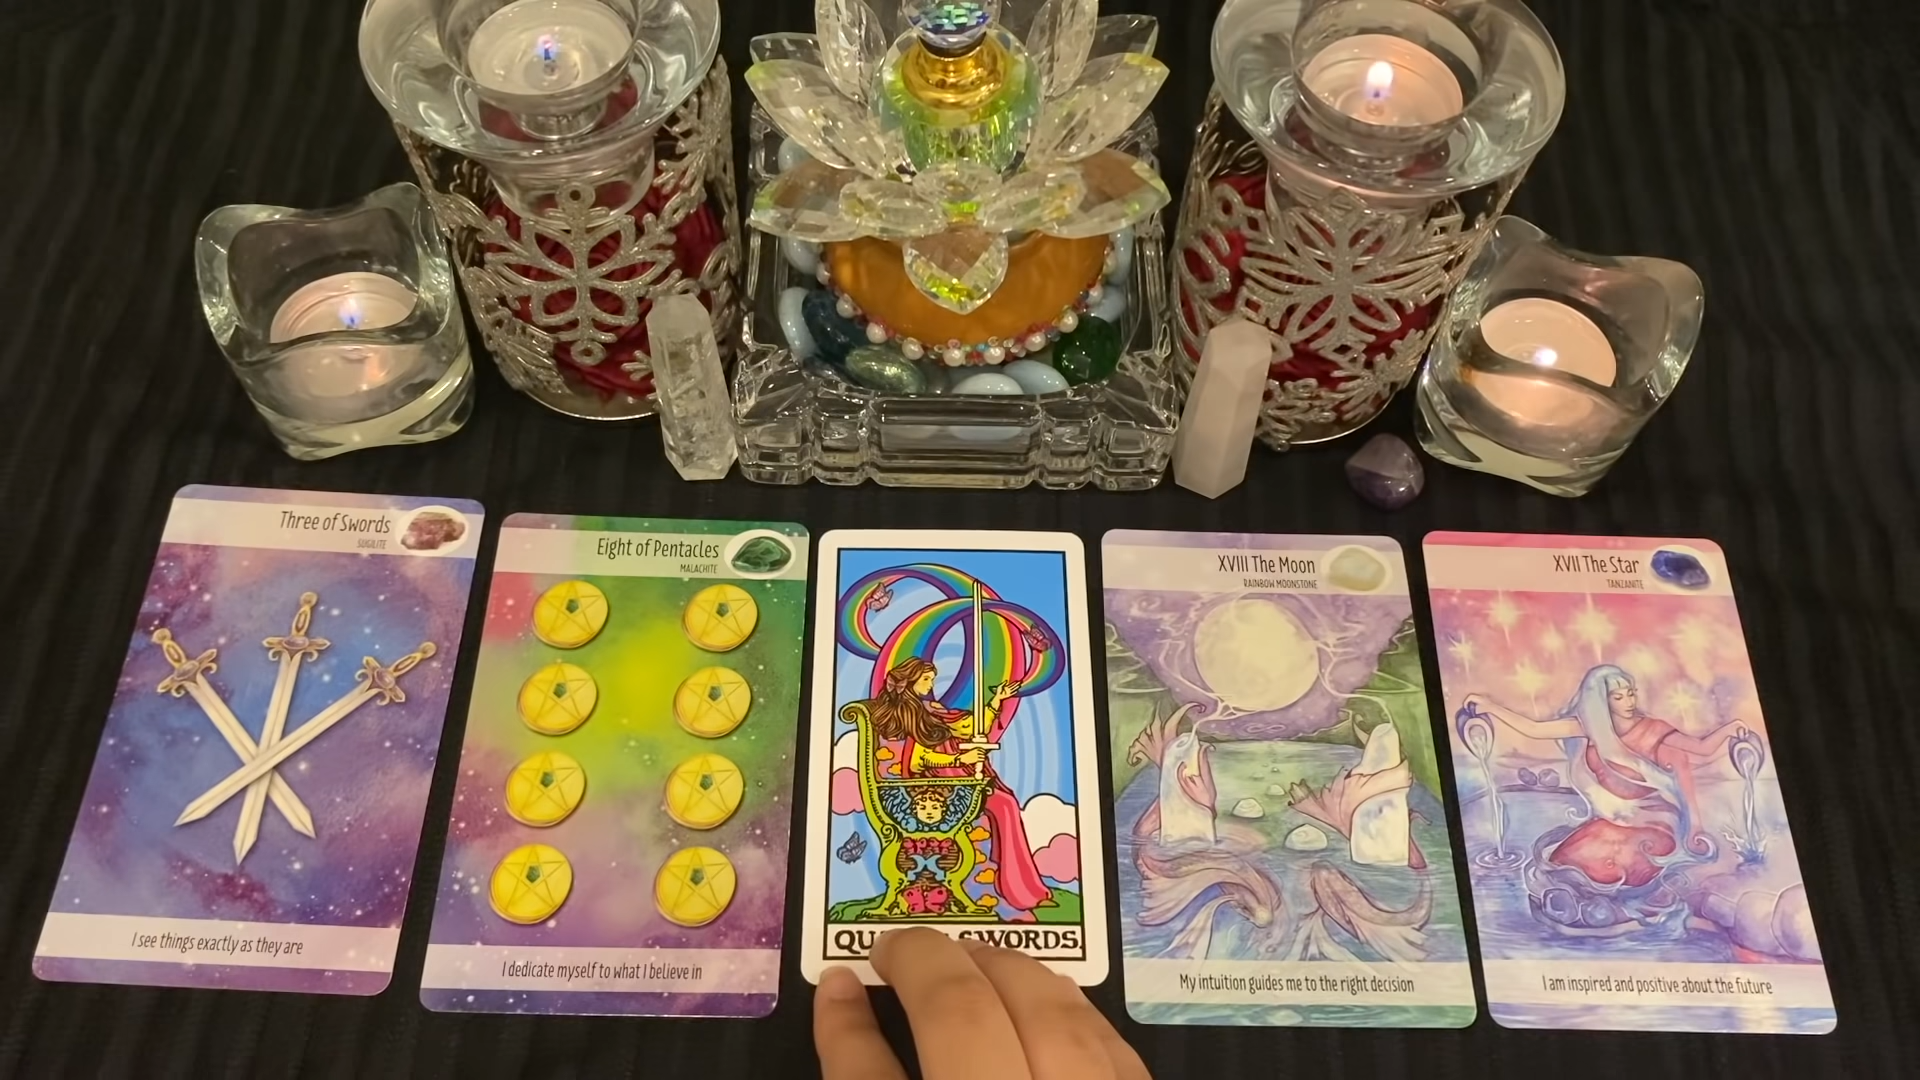 Three of Swords
SUGILITE
I see things exactly as they are
Eight of Pentacles
MALACHITE
I dedicate myself to what I believe in
SWORDS.
XVIII The Moon
RAINBOW MOONSTONE
My intuition guides me to the right decision
XVII The Star
TANZANITE
I am inspired and positive about the future